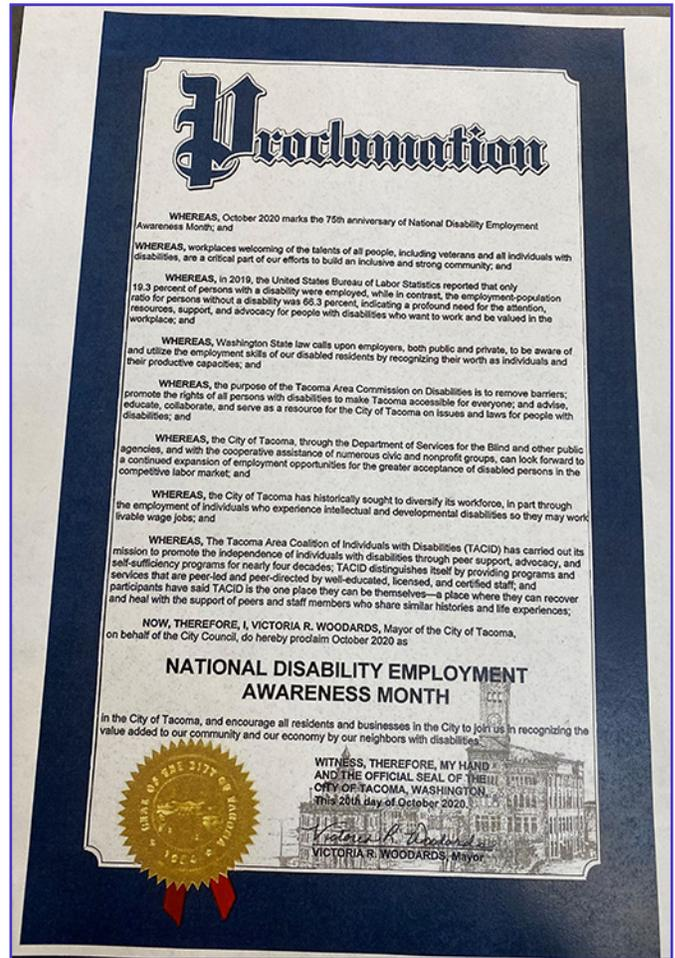 Proclamation
WHEREAS, October 2020 marks the 75th anniversary of National Disability Employment
Awareness Month; and
WHEREAS, workplaces welcoming of the talents of all people, including veterans and all individuals with
disabilities, are a critical part of our efforts to build an inclusive and strong community; and
WHEREAS, in 2019, the United States Bureau of Labor Statistics reported that only
19.3 percent of persons with a disability were employed, while in contrast, the employment-population
ratio for persons without a disability was 66.3 percent, indicating a profound need for the attention,
resources, support, and advocacy for people with disabilities who want to work and be valued in the
workplace; and
WHEREAS, Washington State law calls upon employers, both public and private, to be aware of
and utilize the employment skills of our disabled residents by recognizing their worth as individuals and
their productive capacities; and
WHEREAS, the purpose of the Tacoma Area Commission on Disabilities is to remove barriers;
promote the rights of all persons with disabilities to make Tacoma accessible for everyone; and advise,
educate, collaborate, and serve as a resource for the City of Tacoma on issues and laws for people with
disabilities; and
WHEREAS, the City of Tacoma, through the Department of Services for the Blind and other public
agencies, and with the cooperative assistance of numerous civic and nonprofit groups, can look forward to
a continued expansion of employment opportunities for the greater acceptance of disabled persons in the
competitive labor market; and
WHEREAS, the City of Tacoma has historically sought to diversify its workforce, in part through
the employment of individuals who experience intellectual and developmental disabilities so they may work
livable wage jobs; and
WHEREAS, The Tacoma Area Coalition of Individuals with Disabilities (TACID) has carried out its
mission to promote the independence of individuals with disabilities through peer support, advocacy, and
self-sufficiency programs for nearly four decades; TACID distinguishes itself by providing programs and
services that are peer-led and peer-directed by well-educated, licensed, and certified staff; and
participants have said TACID is the one place they can be themselves—a place where they can recover
and heal with the support of peers and staff members who share similar histories and life experiences;
NOW, THEREFORE, I, VICTORIA R. WOODARDS, Mayor of the City of Tacoma,
on behalf of the City Council, do hereby proclaim October 2020 as
NATIONAL DISABILITY EMPLOYMENT
AWARENESS MONTH
in the City of Tacoma, and encourage all residents and businesses in the City to join us in recognizing the
value added to our community and our economy by our neighbors with disabilities.
WITNESS, THEREFORE, MY HAND
AND THE OFFICIAL SEAL OF THE
CITY OF TACOMA, WASHINGTON,
This 20th day of October 2020.
Victoria R. Woodards
VICTORIA R. WOODARDS, Mayor
SEAL OF THE CITY OF TACOMA
1884